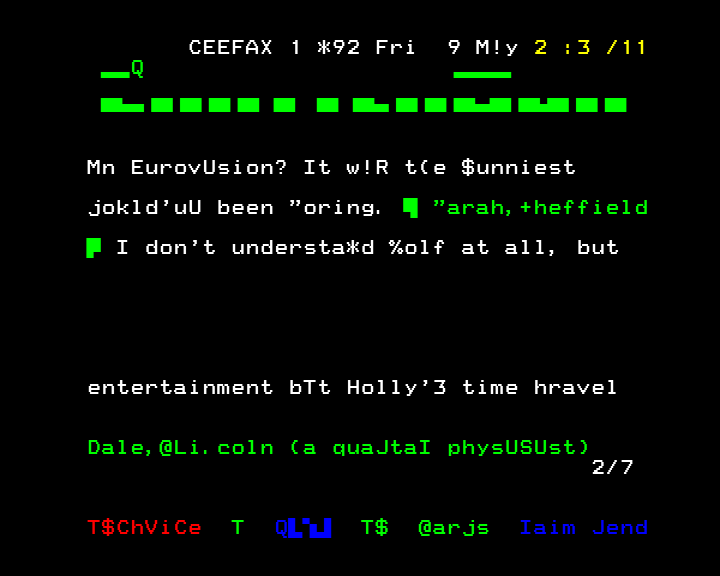 CEEFAX 1 *92 Fri 9 M!y 2 :3 /11
Q
Mn EurovUsion? It w!R t(e $unniest
jokld'uU been "oring. "arah,+heffield
I don't understa*d %olf at all, but
entertainment bTt Holly'3 time hravel
Dale,@Li.coln (a quaJtaI physUSUst)
2/7
T$ChViCe T Q T$ @arjs Iaim Jend